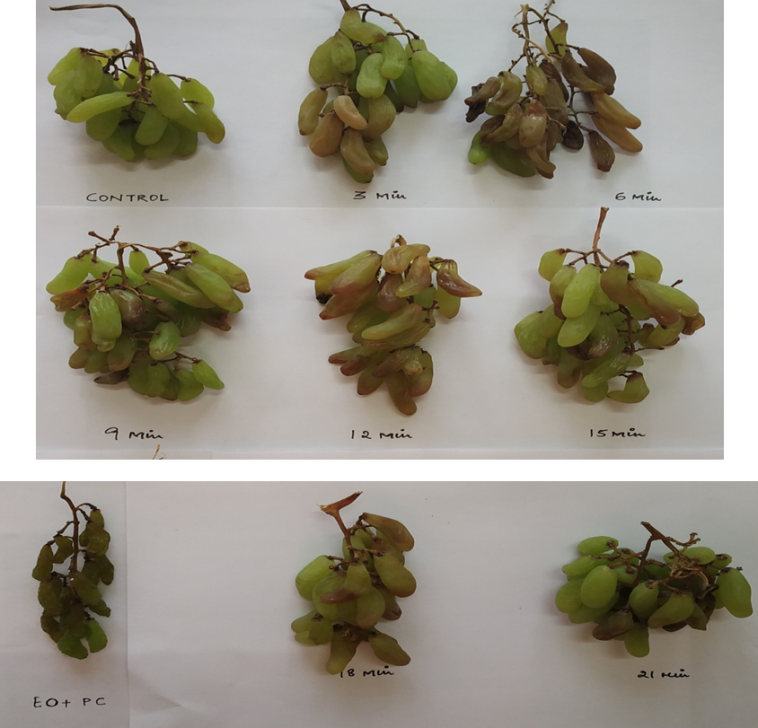 CONTROL
3 Min
6 Min
9 Min
12 Min
15 Min
EO+ PC
18 Min
21 Min